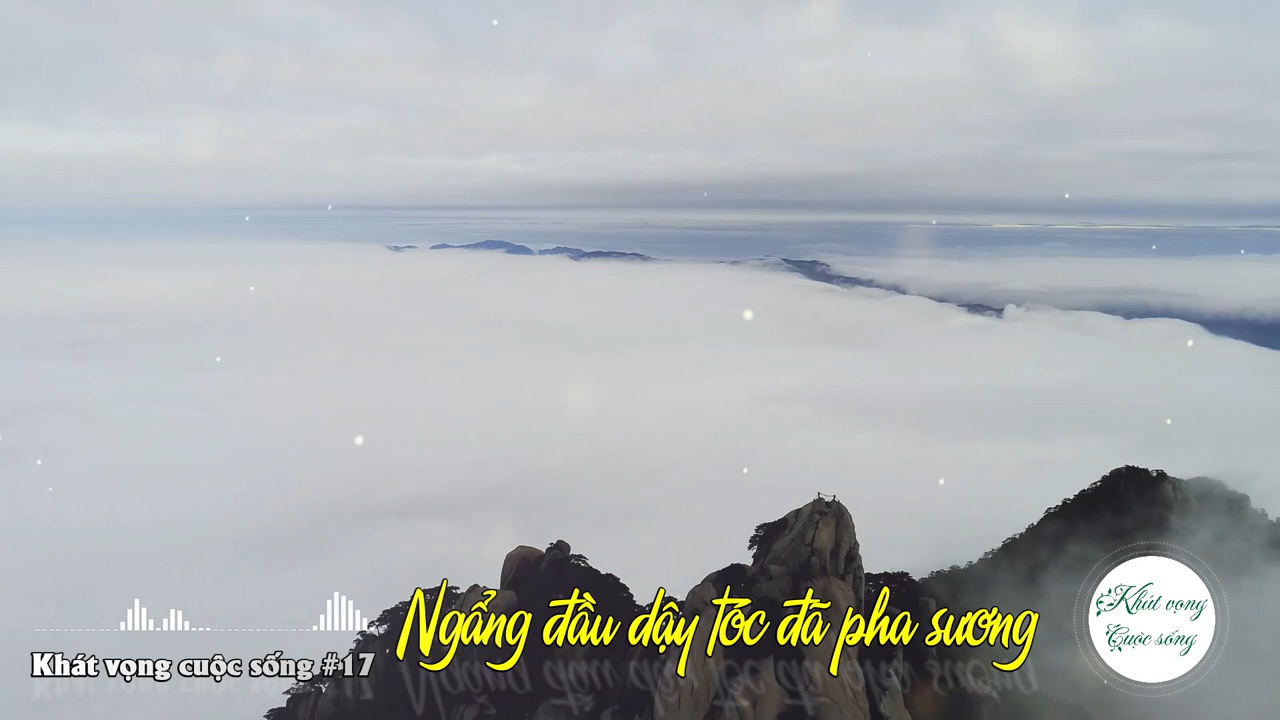 Ngẩng đầu dậy tóc đã pha sương
Khát vọng cuộc sống #17
Khát vọng
Cuộc sống